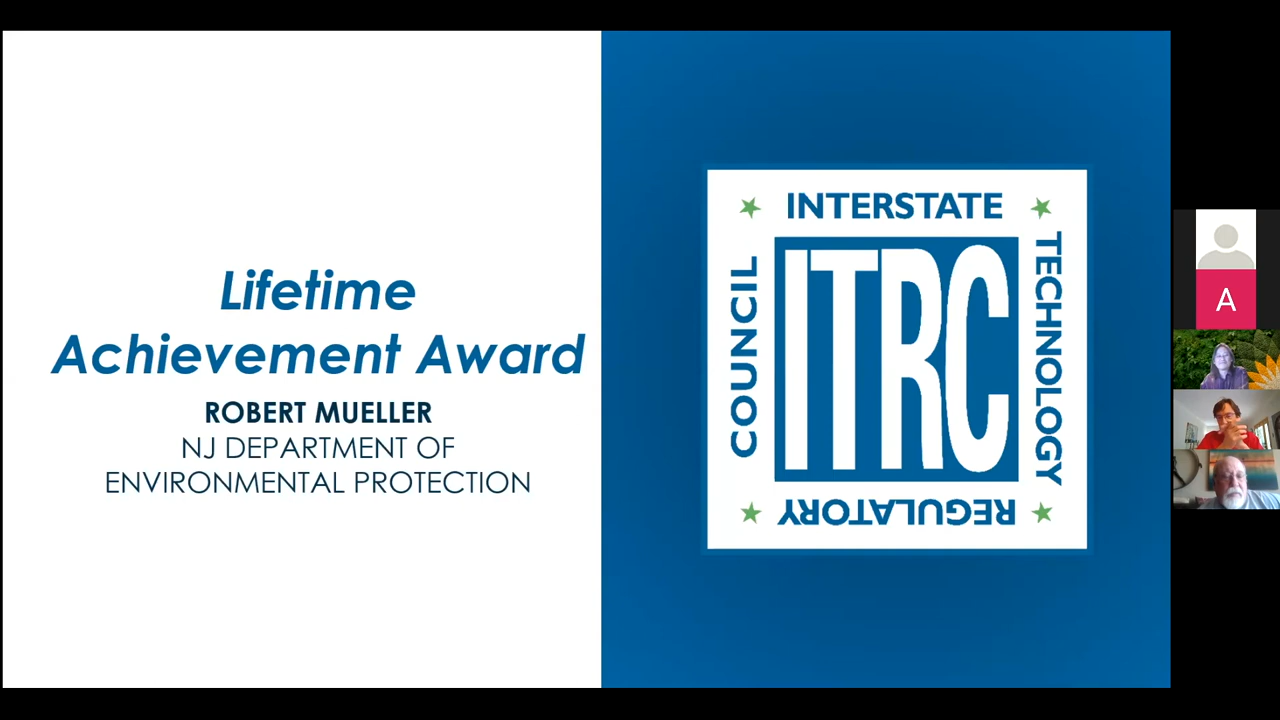 Lifetime
Achievement Award
ROBERT MUELLER
NJ DEPARTMENT OF
ENVIRONMENTAL PROTECTION
INTERSTATE
TECHNOLOGY
REGULATORY
COUNCIL
ITRC
A